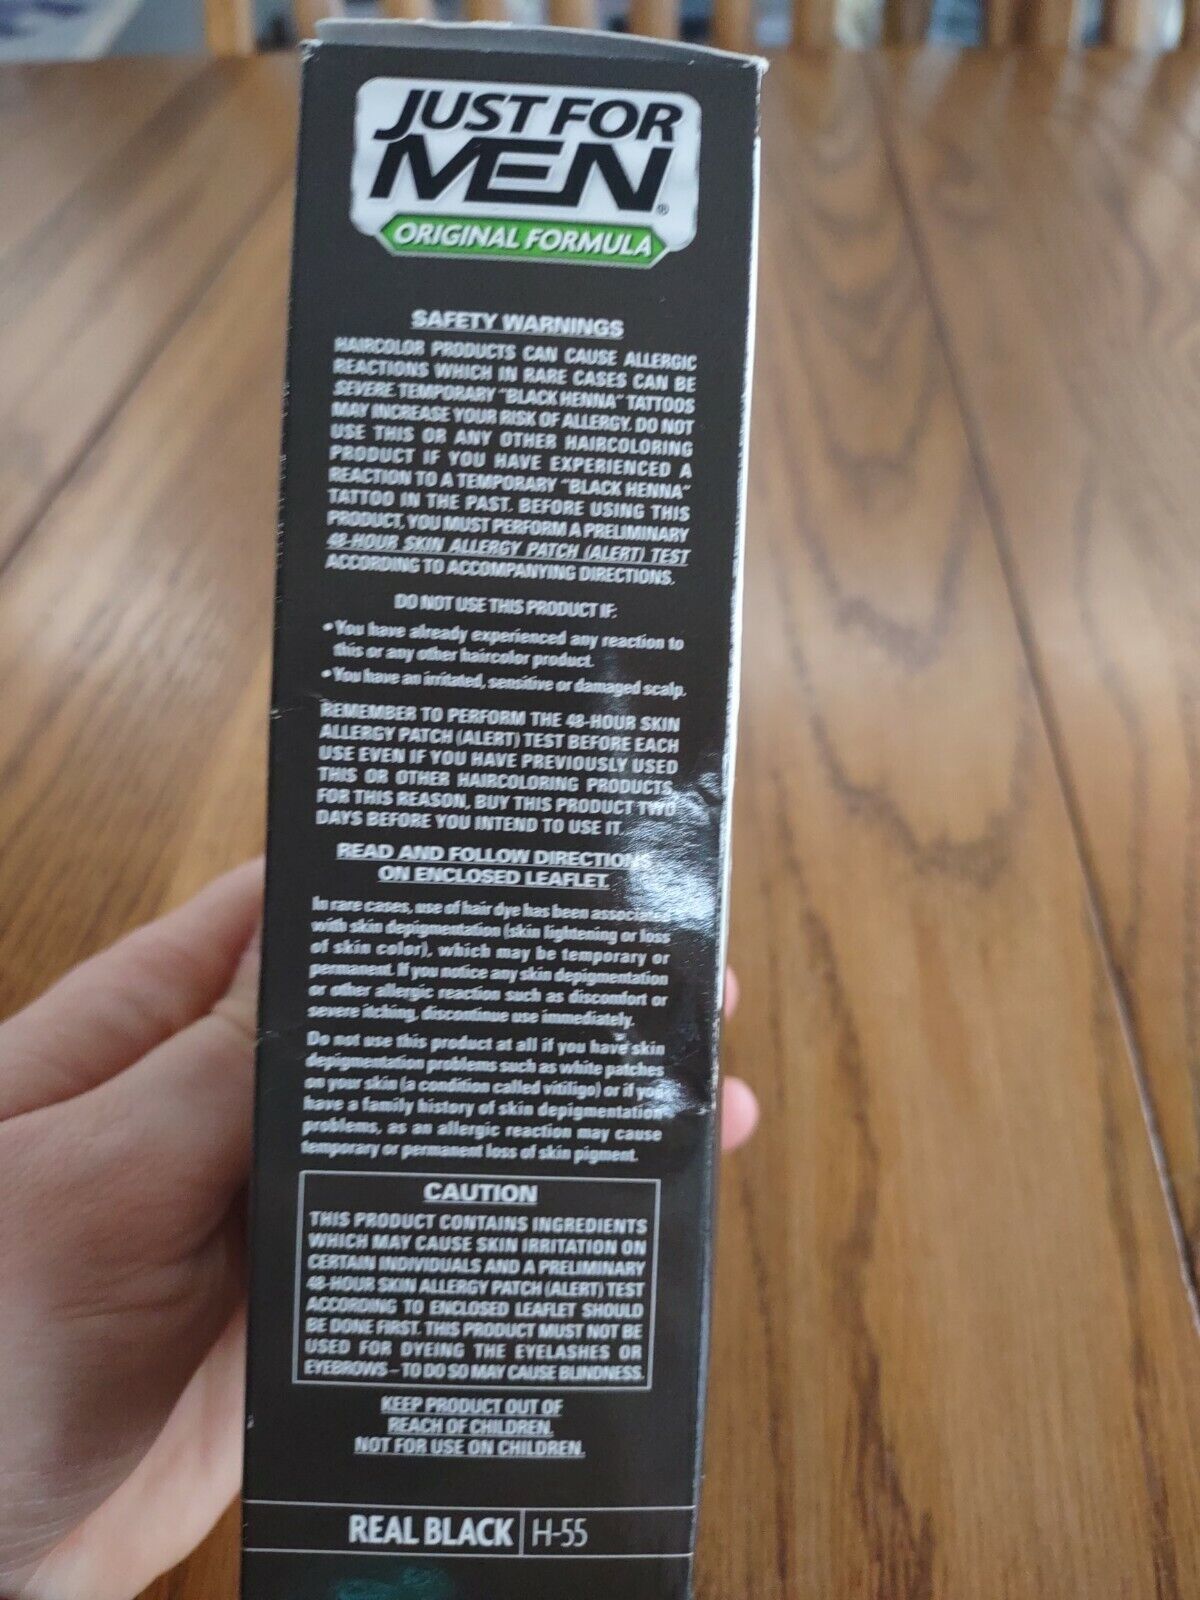 JUST FOR
MEN®
ORIGINAL FORMULA
SAFETY WARNINGS
HAIRCOLOR PRODUCTS CAN CAUSE ALLERGIC
REACTIONS WHICH IN RARE CASES CAN BE
SEVERE. TEMPORARY "BLACK HENNA" TATTOOS
MAY INCREASE YOUR RISK OF ALLERGY. DO NOT
USE THIS OR ANY OTHER HAIRCOLORING
PRODUCT IF YOU HAVE EXPERIENCED A
REACTION TO A TEMPORARY "BLACK HENNA"
TATTOO IN THE PAST. BEFORE USING THIS
PRODUCT, YOU MUST PERFORM A PRELIMINARY
48-HOUR SKIN ALLERGY PATCH (ALERT) TEST
ACCORDING TO ACCOMPANYING DIRECTIONS.
DO NOT USE THIS PRODUCT IF:
• You have already experienced any reaction to
this or any other haircolor product.
• You have an irritated, sensitive or damaged scalp.
REMEMBER TO PERFORM THE 48-HOUR SKIN
ALLERGY PATCH (ALERT) TEST BEFORE EACH
USE EVEN IF YOU HAVE PREVIOUSLY USED
THIS OR OTHER HAIRCOLORING PRODUCTS.
FOR THIS REASON, BUY THIS PRODUCT TWO
DAYS BEFORE YOU INTEND TO USE IT.
READ AND FOLLOW DIRECTIONS
ON ENCLOSED LEAFLET.
In rare cases, use of hair dye has been associated
with skin depigmentation (skin lightening or loss
of skin color), which may be temporary or
permanent. If you notice any skin depigmentation
or other allergic reaction such as discomfort or
severe itching, discontinue use immediately.
Do not use this product at all if you have skin
depigmentation problems such as white patches
on your skin (a condition called vitiligo) or if you
have a family history of skin depigmentation
problems, as an allergic reaction may cause
temporary or permanent loss of skin pigment.
CAUTION
THIS PRODUCT CONTAINS INGREDIENTS
WHICH MAY CAUSE SKIN IRRITATION ON
CERTAIN INDIVIDUALS AND A PRELIMINARY
48-HOUR SKIN ALLERGY PATCH (ALERT) TEST
ACCORDING TO ENCLOSED LEAFLET SHOULD
BE DONE FIRST. THIS PRODUCT MUST NOT BE
USED FOR DYEING THE EYELASHES OR
EYEBROWS – TO DO SO MAY CAUSE BLINDNESS.
KEEP PRODUCT OUT OF
REACH OF CHILDREN.
NOT FOR USE ON CHILDREN.
REAL BLACK | H-55